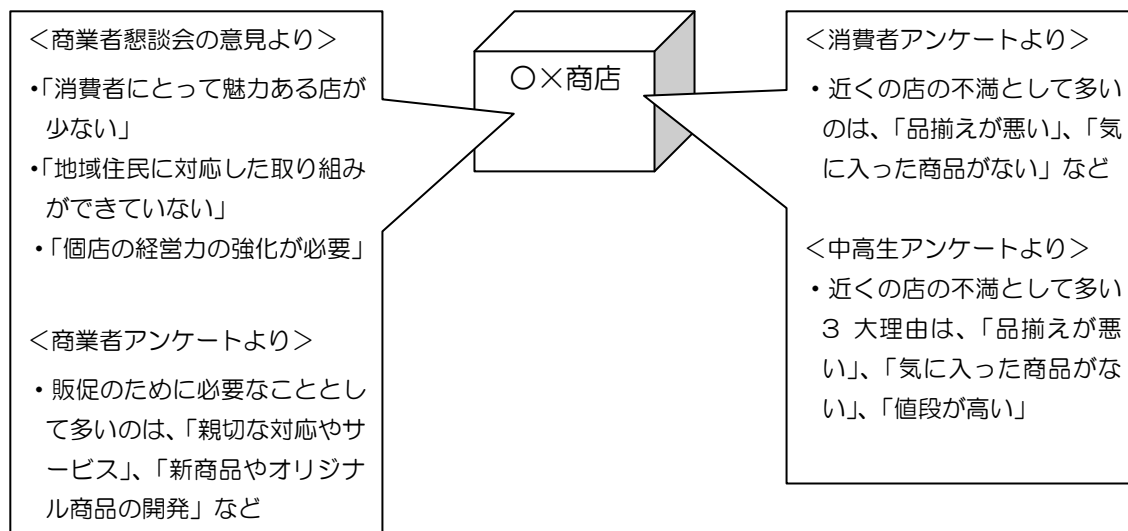 ＜商業者懇談会の意見より＞
・「消費者にとって魅力ある店が
少ない」
・「地域住民に対応した取り組み
ができていない」
・「個店の経営力の強化が必要」
＜商業者アンケートより＞
・販促のために必要なこととし
て多いのは、「親切な対応やサ
ービス」、「新商品やオリジナ
ル商品の開発」など
〇×商店
＜消費者アンケートより＞
・近くの店の不満として多い
のは、「品揃えが悪い」、「気
に入った商品がない」など
＜中高生アンケートより＞
・近くの店の不満として多い
3 大理由は、「品揃えが悪
い」、「気に入った商品がな
い」、「値段が高い」